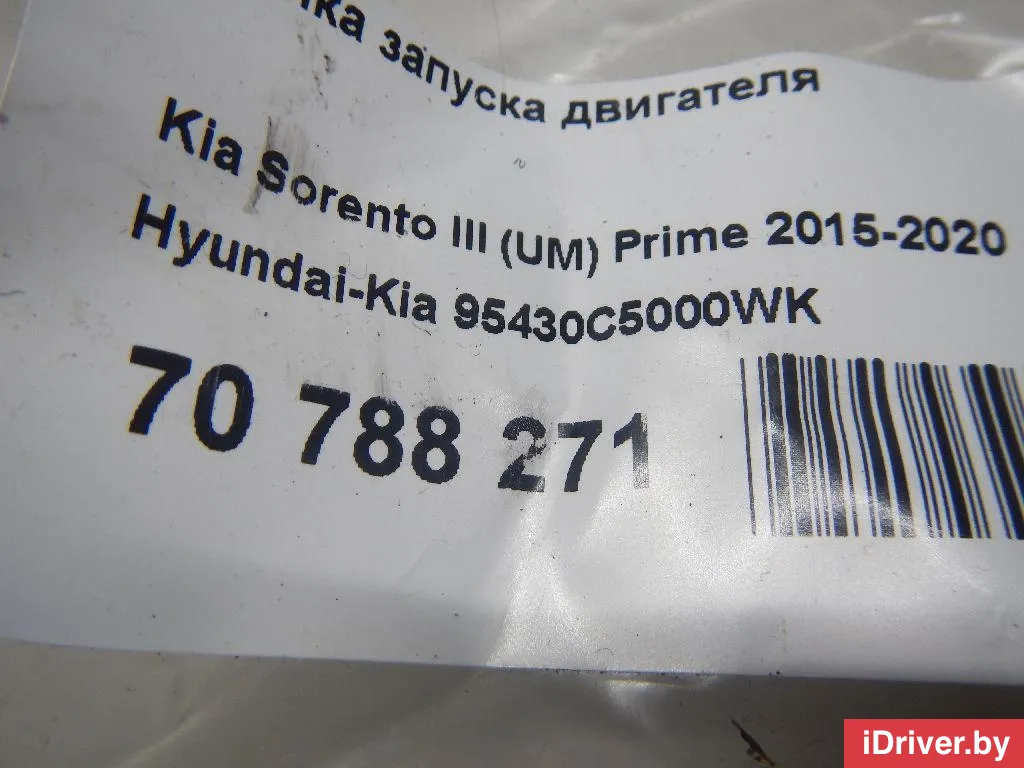 запуска двигателя
Kia Sorento III (UM) Prime 2015-2020
Hyundai-Kia 95430C5000WK
70 788 271
iDriver.by